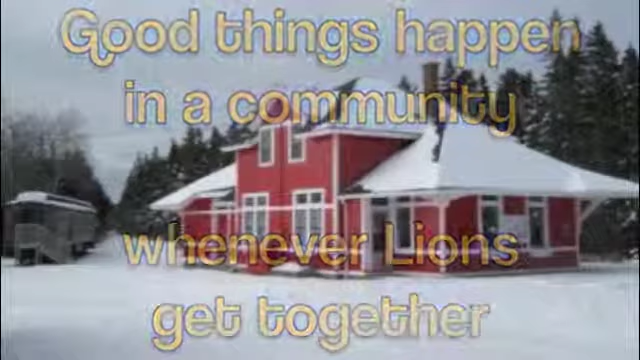 Good things happen
in a community
whenever Lions
get together